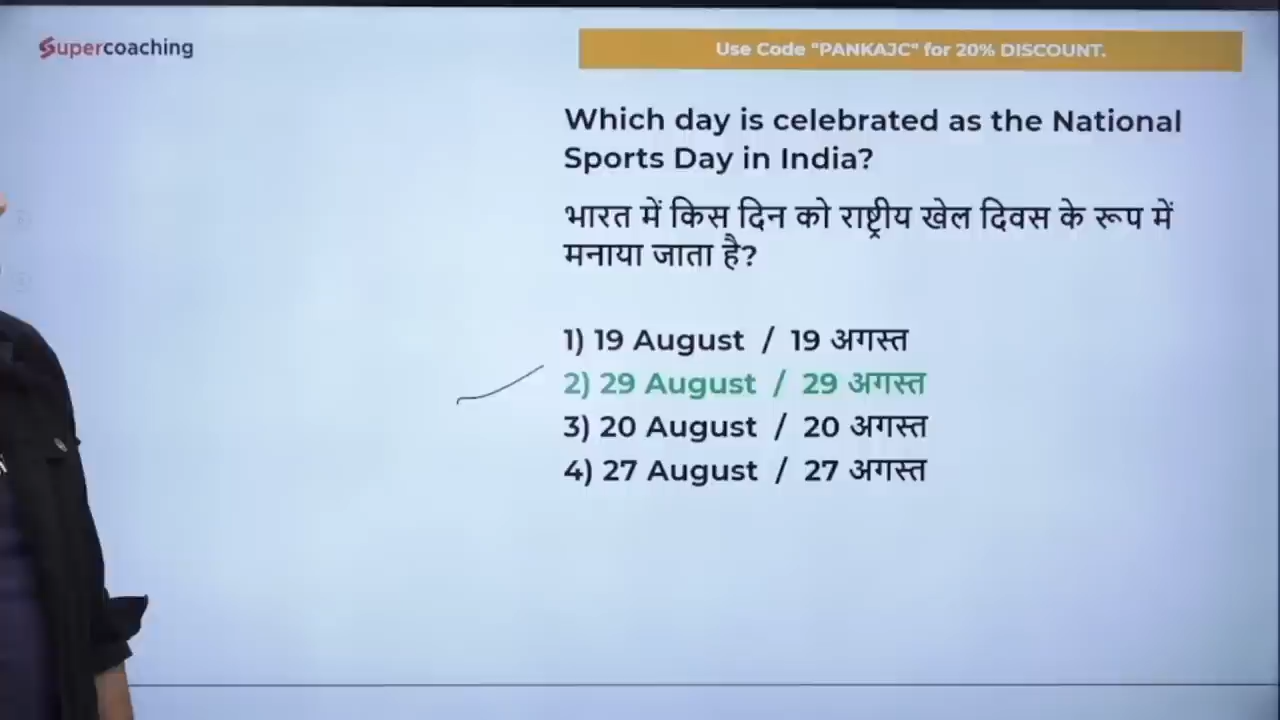 Supercoaching
Use Code "PANKAJC" for 20% DISCOUNT.
Which day is celebrated as the National
Sports Day in India?
भारत में किस दिन को राष्ट्रीय खेल दिवस के रूप में
मनाया जाता है?
1) 19 August / 19 अगस्त
2) 29 August / 29 अगस्त
3) 20 August / 20 अगस्त
4) 27 August / 27 अगस्त